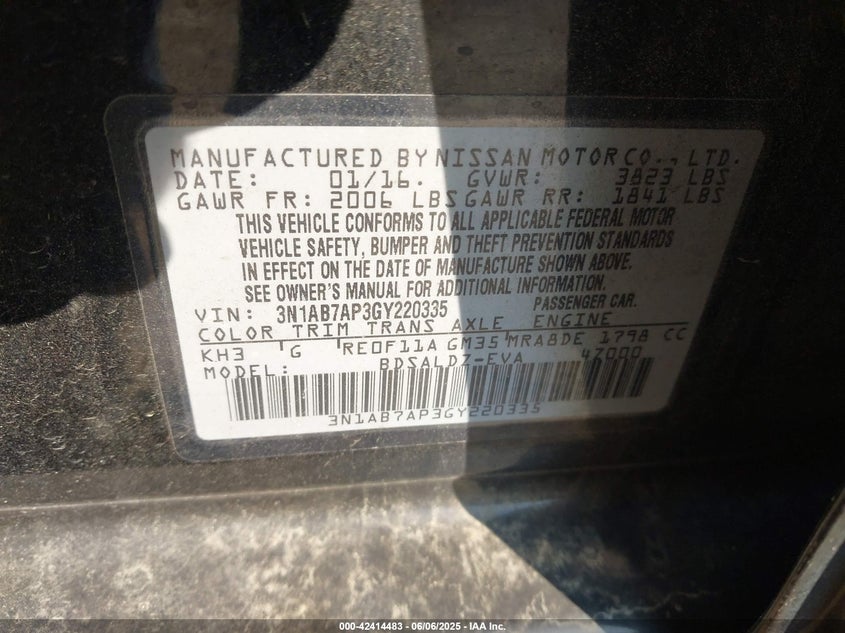 MANUFACTURED BY NISSAN MOTOR CO., LTD.
DATE: 01/16. GVWR: 3823 LBS
GAWR FR: 2006 LBS GAWR RR: 1841 LBS
THIS VEHICLE CONFORMS TO ALL APPLICABLE FEDERAL MOTOR
VEHICLE SAFETY, BUMPER AND THEFT PREVENTION STANDARDS
IN EFFECT ON THE DATE OF MANUFACTURE SHOWN ABOVE.
SEE OWNER'S MANUAL FOR ADDITIONAL INFORMATION.
VIN: 3N1AB7AP3GY220335 PASSENGER CAR.
COLOR TRIM TRANS AXLE ENGINE
KH3 G RE0F11A GM35 MRA8DE 1798 CC
MODEL: BDSALDZ-EVA 47000
3N1AB7AP3GY220335
000-42414483 - 06/06/2025 - IAA Inc.